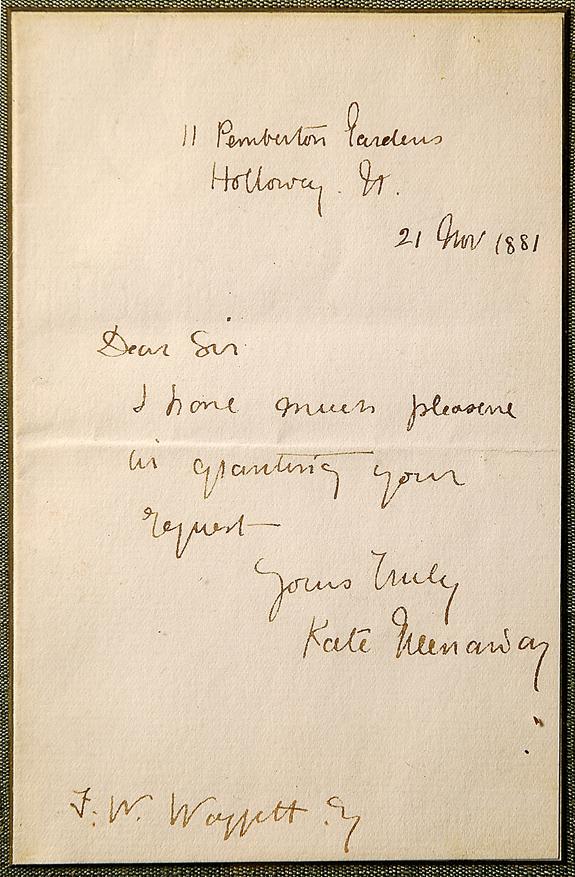 11 Pemberton Gardens
Holloway. N.
21 Nov 1881
Dear Sir
I have much pleasure
in granting your
request
Yours Truly
Kate Greenaway
F. W. Waggett. Esq